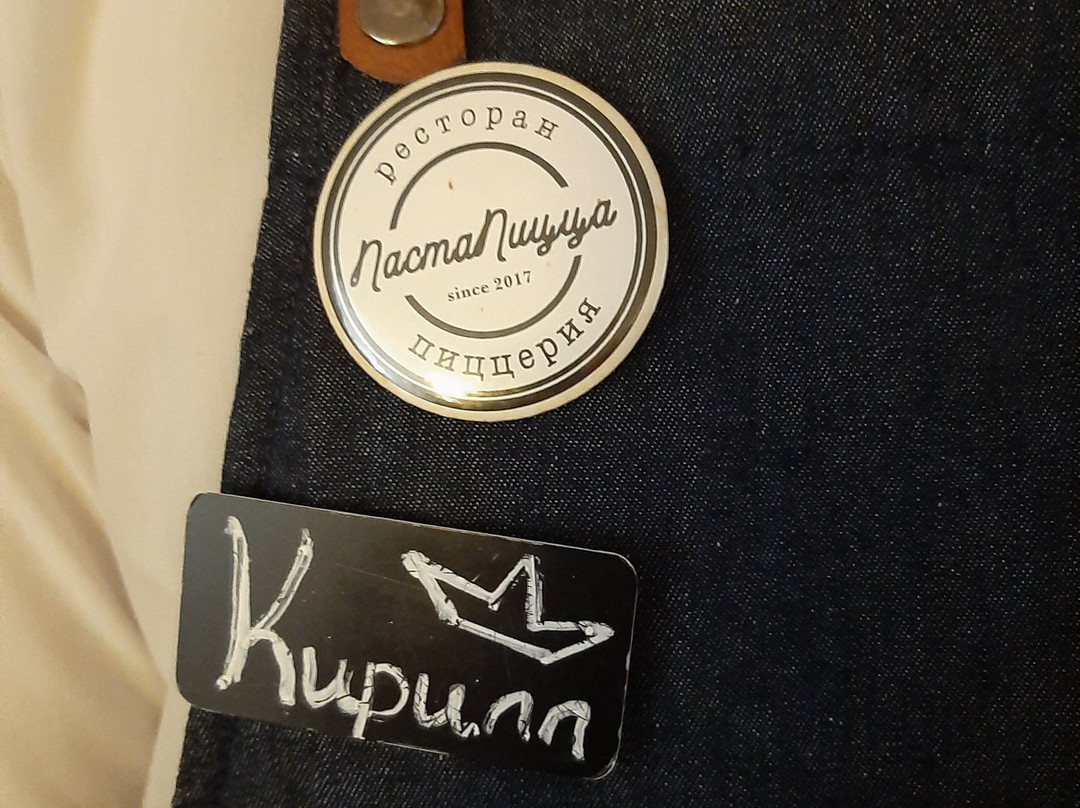 ресторан
ПастаПицца
since 2017
пиццерия
Кирилл